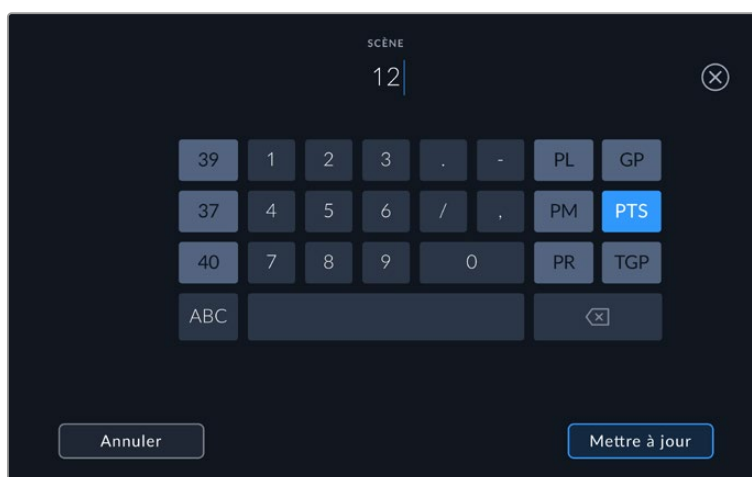 SCÈNE
12
39 1 2 3 . - PL GP
37 4 5 6 / , PM PTS
40 7 8 9 0 PR TGP
ABC
Annuler Mettre à jour